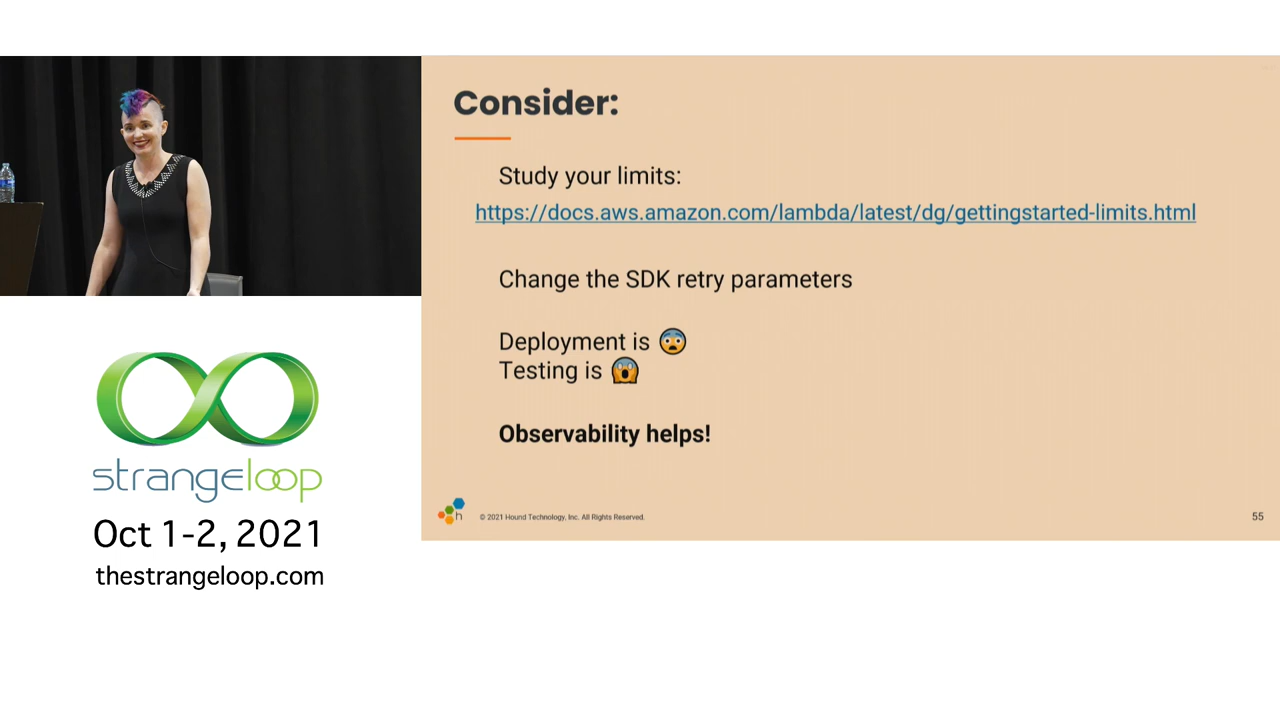 Consider:
Study your limits:
https://docs.aws.amazon.com/lambda/latest/dg/gettingstarted-limits.html
Change the SDK retry parameters
Deployment is 😨
Testing is 😱
Observability helps!
h
© 2021 Hound Technology, Inc. All Rights Reserved.
55
strangeloop
Oct 1-2, 2021
thestrangeloop.com